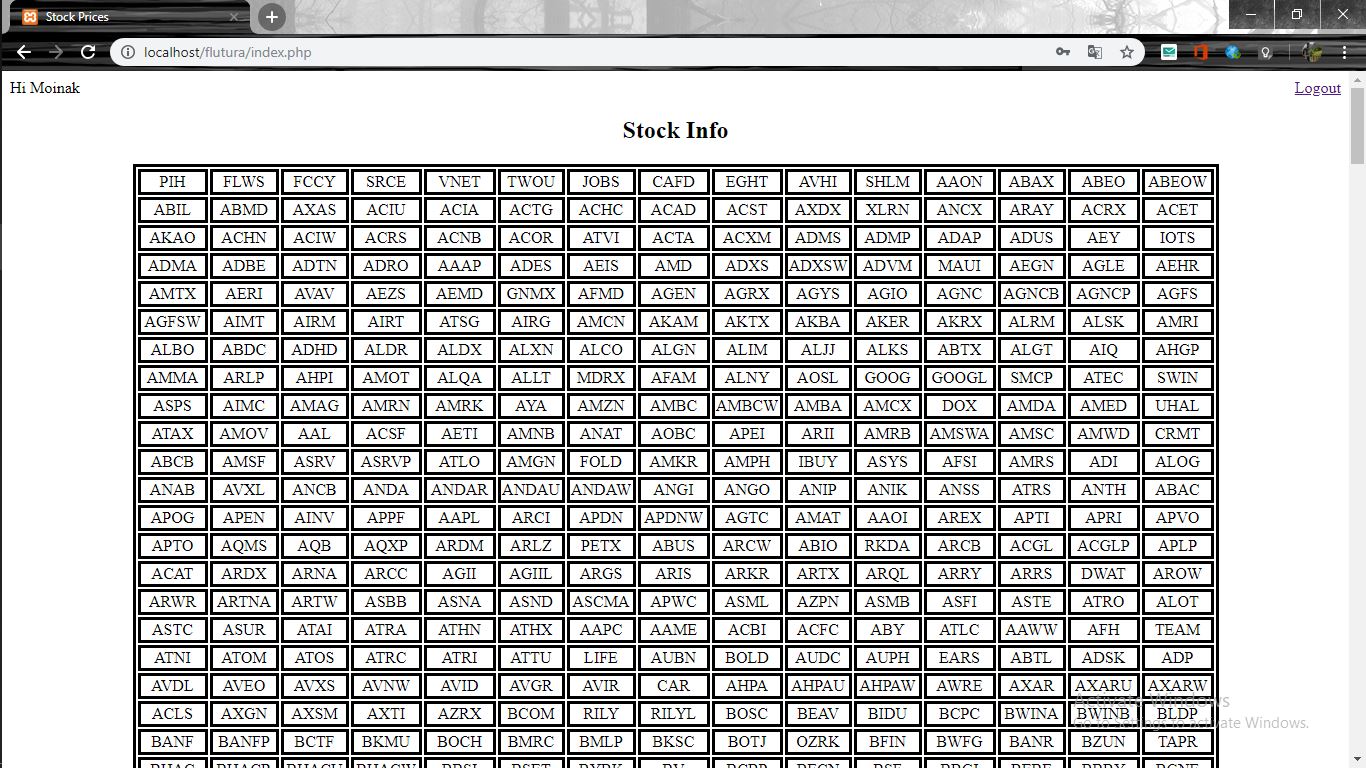 Stock Prices
localhost/flutura/index.php
Hi Moinak
Logout
Stock Info
PIH FLWS FCCY SRCE VNET TWOU JOBS CAFD EGHT AVHI SHLM AAON ABAX ABEO ABEOW
ABIL ABMD AXAS ACIU ACIA ACTG ACHC ACAD ACST AXDX XLRN ANCX ARAY ACRX ACET
AKAO ACHN ACIW ACRS ACNB ACOR ATVI ACTA ACXM ADMS ADMP ADAP ADUS AEY IOTS
ADMA ADBE ADTN ADRO AAAP ADES AEIS AMD ADXS ADXSW ADVM MAUI AEGN AGLE AEHR
AMTX AERI AVAV AEZS AEMD GNMX AFMD AGEN AGRX AGYS AGIO AGNC AGNCB AGNCP AGFS
AGFSW AIMT AIRM AIRT ATSG AIRG AMCN AKAM AKTX AKBA AKER AKRX ALRM ALSK AMRI
ALBO ABDC ADHD ALDR ALDX ALXN ALCO ALGN ALIM ALJJ ALKS ABTX ALGT AIQ AHGP
AMMA ARLP AHPI AMOT ALQA ALLT MDRX AFAM ALNY AOSL GOOG GOOGL SMCP ATEC SWIN
ASPS AIMC AMAG AMRN AMRK AYA AMZN AMBC AMBCW AMBA AMCX DOX AMDA AMED UHAL
ATAX AMOV AAL ACSF AETI AMNB ANAT AOBC APEI ARII AMRB AMSWA AMSC AMWD CRMT
ABCB AMSF ASRV ASRVP ATLO AMGN FOLD AMKR AMPH IBUY ASYS AFSI AMRS ADI ALOG
ANAB AVXL ANCB ANDA ANDAR ANDAU ANDAW ANGI ANGO ANIP ANIK ANSS ATRS ANTH ABAC
APOG APEN AINV APPF AAPL ARCI APDN APDNW AGTC AMAT AAOI AREX APTI APRI APVO
APTO AQMS AQB AQXP ARDM ARLZ PETX ABUS ARCW ABIO RKDA ARCB ACGL ACGLP APLP
ACAT ARDX ARNA ARCC AGII AGIIL ARGS ARIS ARKR ARTX ARQL ARRY ARRS DWAT AROW
ARWR ARTNA ARTW ASBB ASNA ASND ASCMA APWC ASML AZPN ASMB ASFI ASTE ATRO ALOT
ASTC ASUR ATAI ATRA ATHN ATHX AAPC AAME ACBI ACFC ABY ATLC AAWW AFH TEAM
ATNI ATOM ATOS ATRC ATRI ATTU LIFE AUBN BOLD AUDC AUPH EARS ABTL ADSK ADP
AVDL AVEO AVXS AVNW AVID AVGR AVIR CAR AHPA AHPAU AHPAW AWRE AXAR AXARU AXARW
ACLS AXGN AXSM AXTI AZRX BCOM RILY RILYL BOSC BEAV BIDU BCPC BWINA BWINB BLDP
BANF BANFP BCTF BKMU BOCH BMRC BMLP BKSC BOTJ OZRK BFIN BWFG BANR BZUN TAPR
Activate Windows
Go to Settings to activate Windows.